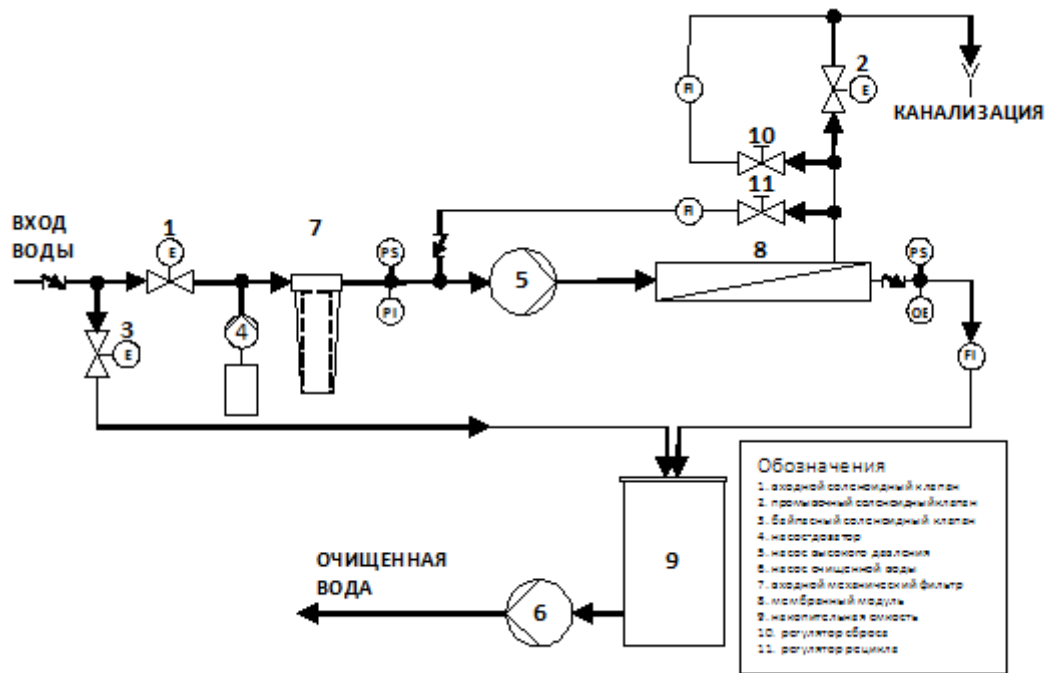 2
E
FI
КАНАЛИЗАЦИЯ
10
11
FI
ВХОД
ВОДЫ
1
E
7
PS
5
8
PS
PI
4
OE
3
E
FI
Обозначения
1. входной соленоидный клапан
2. промывочный соленоидный клапан
3. байпасный соленоидный клапан
4. насос-дозатор
5. насос высокого давления
6. насос очищенной воды
7. входной механический фильтр
8. мембранный модуль
9. накопительная емкость
10. регулятор сброса
11. регулятор рецикла
9
ОЧИЩЕННАЯ
ВОДА
6